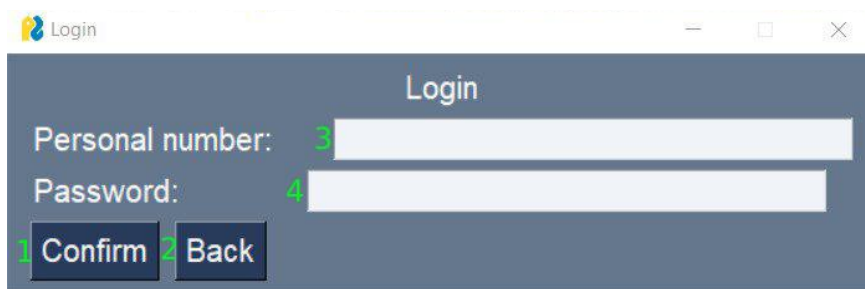 Login
Login
Personal number: 3
Password: 4
1 Confirm 2 Back